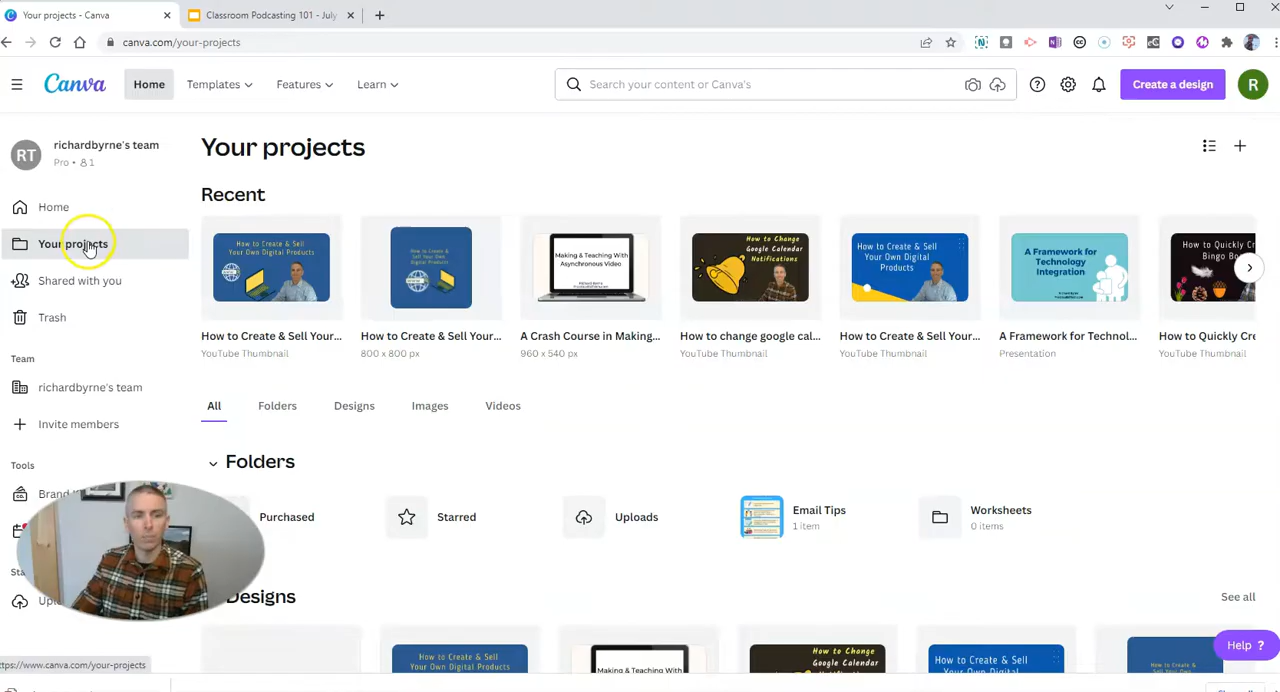 Your projects - Canva
Classroom Podcasting 101 - July
canva.com/your-projects
Canva
Home
Templates
Features
Learn
Search your content or Canva's
Create a design
R
RT
richardbyrne's team
Pro • 1
Home
Your projects
Shared with you
Trash
Team
richardbyrne's team
Invite members
Tools
Brand
Your projects
Recent
How to Create & Sell
Your Own Digital Products
How to Create &
Sell Your Own
Digital Products
Making & Teaching With
Asynchronous Video
How to Change
Google Calendar
Notifications
How to Create & Sell
Your Own Digital
Products
A Framework for
Technology
Integration
How to Quickly Cr
Bingo Bo
How to Create & Sell Your...
YouTube Thumbnail
How to Create & Sell Your...
800 x 800 px
A Crash Course in Making...
960 x 540 px
How to change google cal...
YouTube Thumbnail
How to Create & Sell Your...
YouTube Thumbnail
A Framework for Technol...
Presentation
How to Quickly Cre
YouTube Thumbnail
All
Folders
Designs
Images
Videos
Folders
Purchased
Starred
Uploads
Email Tips
1 item
Worksheets
0 items
Designs
See all
How to Create & Sell
Your Own Digital Products
Making & Teaching With
How to Change
Google Calendar
How to Create & Sell
Your Own Digital
How to Create &
Help ?
ttps://www.canva.com/your-projects